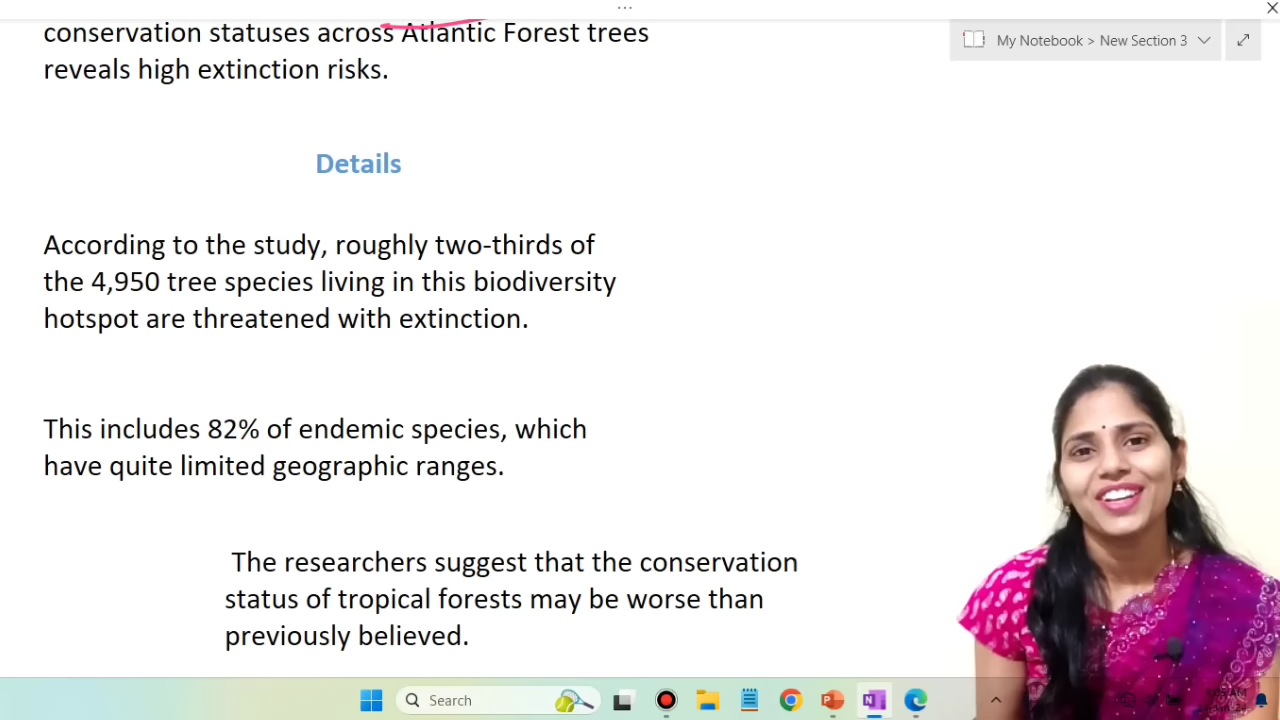 conservation statuses across Atlantic Forest trees
reveals high extinction risks.
My Notebook > New Section 3
Details
According to the study, roughly two-thirds of
the 4,950 tree species living in this biodiversity
hotspot are threatened with extinction.
This includes 82% of endemic species, which
have quite limited geographic ranges.
The researchers suggest that the conservation
status of tropical forests may be worse than
previously believed.
Search